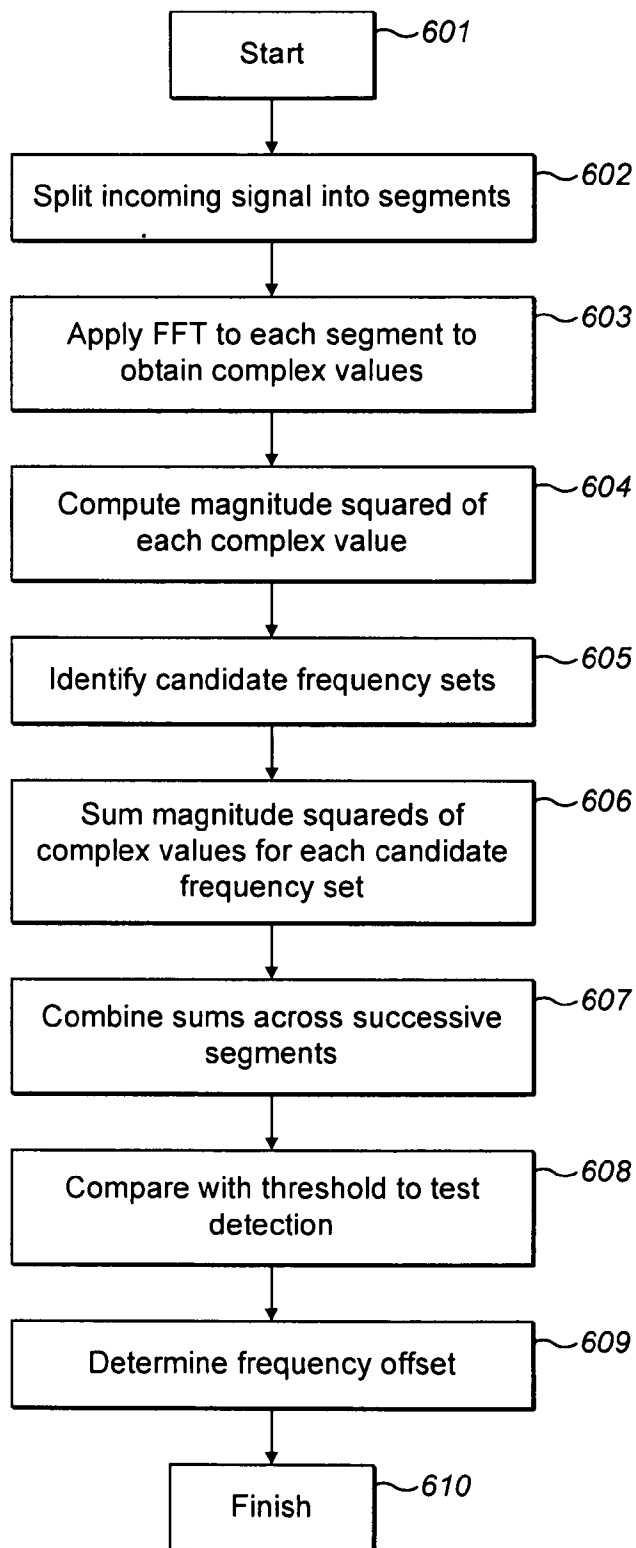 Start
601
Split incoming signal into segments
602
Apply FFT to each segment to
obtain complex values
603
Compute magnitude squared of
each complex value
604
Identify candidate frequency sets
605
Sum magnitude squareds of
complex values for each candidate
frequency set
606
Combine sums across successive
segments
607
Compare with threshold to test
detection
608
Determine frequency offset
609
Finish
610